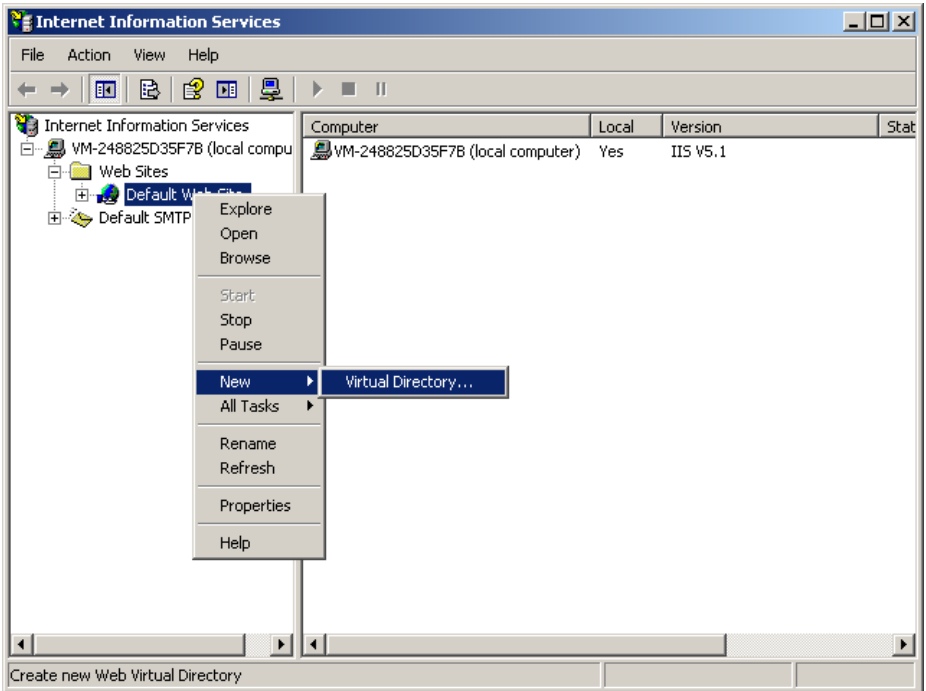 Internet Information Services
File Action View Help
Internet Information Services
VM-248825D35F7B (local compu
Web Sites
Default Web Site
Default SMTP
Computer Local Version Stat
VM-248825D35F7B (local computer) Yes IIS V5.1
Explore
Open
Browse
Start
Stop
Pause
New
Virtual Directory...
All Tasks
Rename
Refresh
Properties
Help
Create new Web Virtual Directory